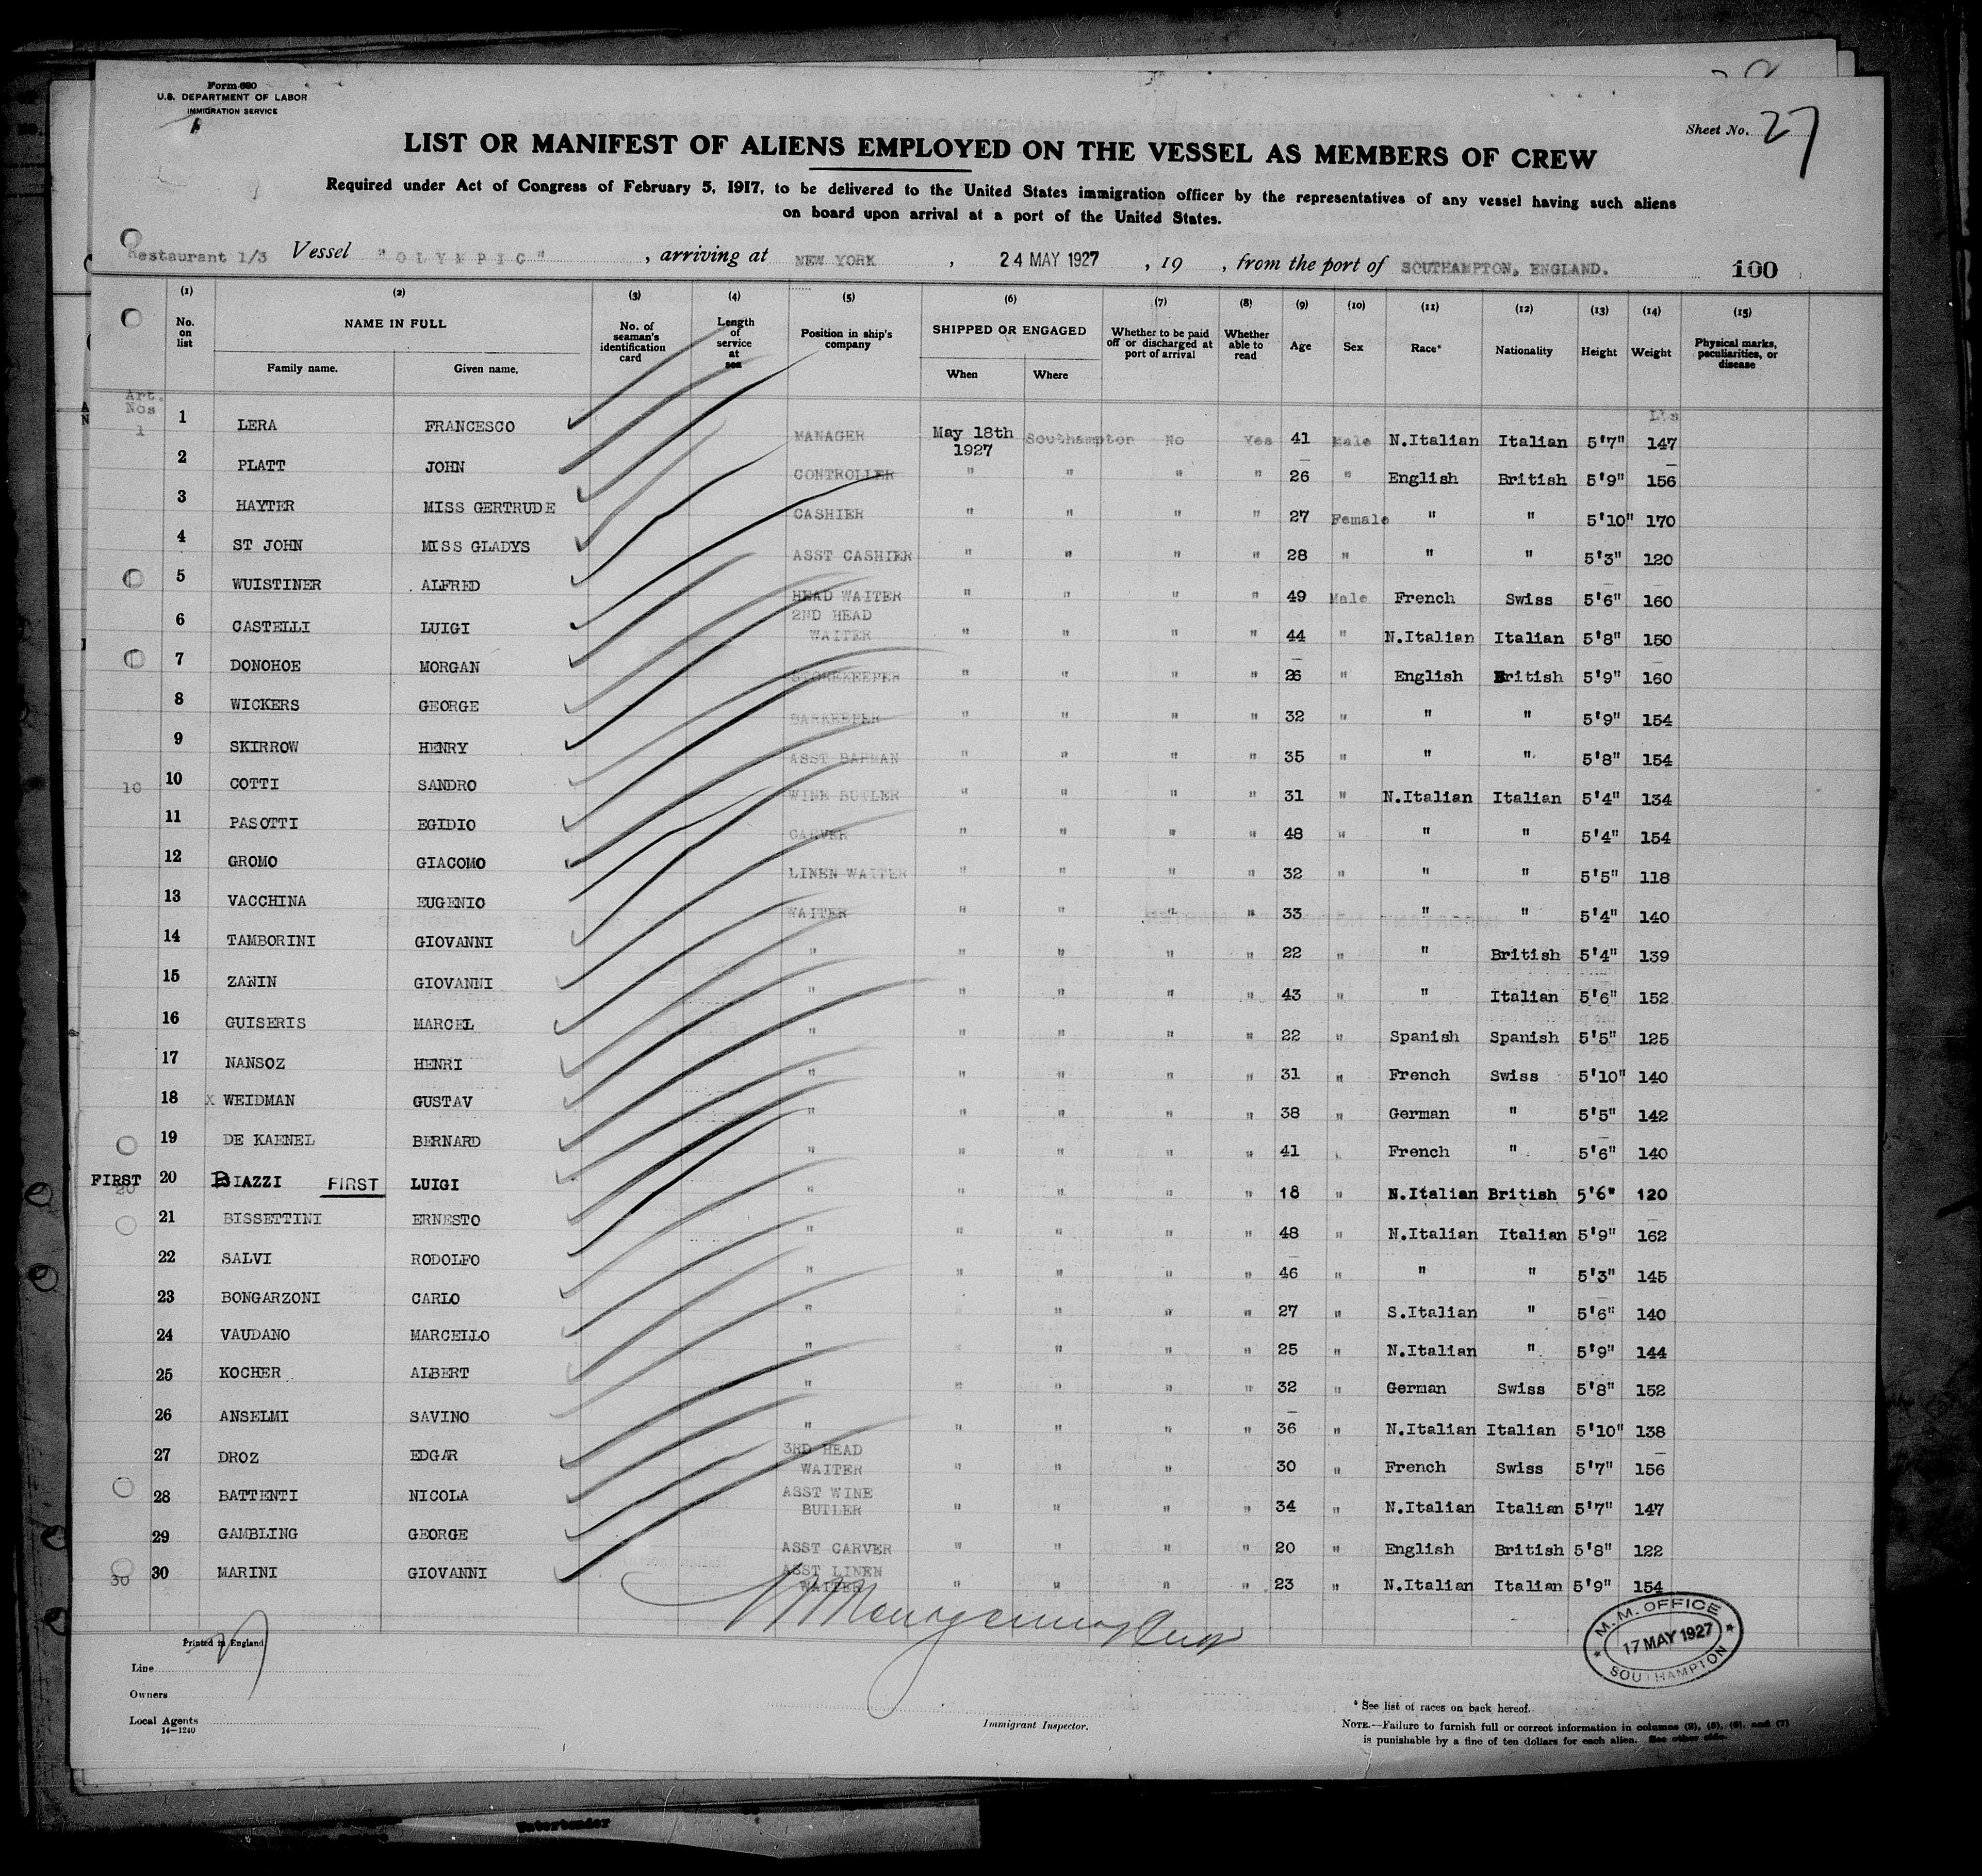 Form 680
U.S. DEPARTMENT OF LABOR
IMMIGRATION SERVICE
Sheet No. 27
LIST OR MANIFEST OF ALIENS EMPLOYED ON THE VESSEL AS MEMBERS OF CREW
Required under Act of Congress of February 5, 1917, to be delivered to the United States immigration officer by the representatives of any vessel having such aliens
on board upon arrival at a port of the United States.
Restaurant 1/3 Vessel "OLYMPIC", arriving at NEW YORK, 24 MAY 1927, 19 , from the port of SOUTHAMPTON, ENGLAND. 100
(1) (2) (3) (4) (5) (6) (7) (8) (9) (10) (11) (12) (13) (14) (15)
No. on list NAME IN FULL No. of seaman's identification card Length of service at sea Position in ship's company SHIPPED OR ENGAGED Whether to be paid off or discharged at port of arrival Whether able to read Age Sex Race* Nationality Height Weight Physical marks, peculiarities, or disease
Family name. Given name. When Where
Art. Nos Lbs
1 1 LERA FRANCESCO MANAGER May 18th 1927 Southampton No Yes 41 Male N.Italian Italian 5'7" 147
2 PLATT JOHN CONTROLLER " " " " 26 " English British 5'9" 156
3 HAYTER MISS GERTRUDE CASHIER " " " " 27 Female " " 5'10" 170
4 ST JOHN MISS GLADYS ASST CASHIER " " " " 28 " " " 5'3" 120
5 WUISTINER ALFRED HEAD WAITER " " " " 49 Male French Swiss 5'6" 160
6 CASTELLI LUIGI 2ND HEAD WAITER " " " " 44 " N.Italian Italian 5'8" 150
7 DONOHOE MORGAN STOREKEEPER " " " " 26 " English British 5'9" 160
8 WICKERS GEORGE BARKEEPER " " " " 32 " " " 5'9" 154
9 SKIRROW HENRY ASST BARMAN " " " " 35 " " " 5'8" 154
10 10 COTTI SANDRO WINE BUTLER " " " " 31 " N.Italian Italian 5'4" 134
11 PASOTTI EGIDIO CARVER " " " " 48 " " " 5'4" 154
12 GROMO GIACOMO LINEN WAITER " " " " 32 " " " 5'5" 118
13 VACCHINA EUGENIO WAITER " " " " 33 " " " 5'4" 140
14 TAMBORINI GIOVANNI " " " " " 22 " " British 5'4" 139
15 ZANIN GIOVANNI " " " " " 43 " " Italian 5'6" 152
16 GUISERIS MARCEL " " " " " 22 " Spanish Spanish 5'5" 125
17 NANSOZ HENRI " " " " " 31 " French Swiss 5'10" 140
18 X WEIDMAN GUSTAV " " " " " 38 " German " 5'5" 142
19 DE KAENEL BERNARD " " " " " 41 " French " 5'6" 140
FIRST 20 20 BIAZZI FIRST LUIGI " " " " " 18 " N.Italian British 5'6" 120
21 BISSETTINI ERNESTO " " " " " 48 " N.Italian Italian 5'9" 162
22 SALVI RODOLFO " " " " " 46 " " " 5'3" 145
23 BONGARZONI CARLO " " " " 27 " S.Italian " 5'6" 140
24 VAUDANO MARCELLO " " " " 25 " N.Italian " 5'9" 144
25 KOCHER ALBERT " " " " " 32 " German Swiss 5'8" 152
26 ANSELMI SAVINO " " " " " 36 " N.Italian Italian 5'10" 138
27 DROZ EDGAR 3RD HEAD WAITER " " " 30 " French Swiss 5'7" 156
28 BATTENTI NICOLA ASST WINE BUTLER " " " " 34 " N.Italian Italian 5'7" 147
29 GAMBLING GEORGE ASST CARVER " " " " 20 " English British 5'8" 122
30 30 MARINI GIOVANNI ASST LINEN WAITER " " " " 23 " N.Italian Italian 5'9" 154
M.M. OFFICE
17 MAY 1927
SOUTHAMPTON
Printed in England.
27
Line
Owners
Local Agents
14—1240
Immigrant Inspector.
* See list of races on back hereof.
NOTE.—Failure to furnish full or correct information in columns (2), (5), (6), and (7)
is punishable by a fine of ten dollars for each alien. See other side.
Watertender